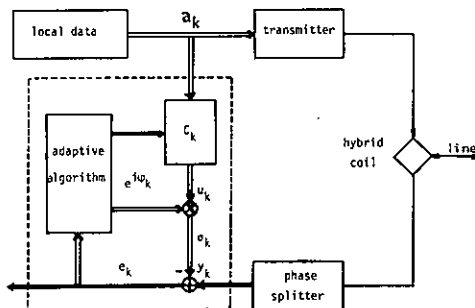 local data
a_k
transmitter
adaptive
algorithm
C_k
hybrid
coil
line
e^{iφ_k}
u_k
σ_k
e_k
-
y_k
phase
splitter